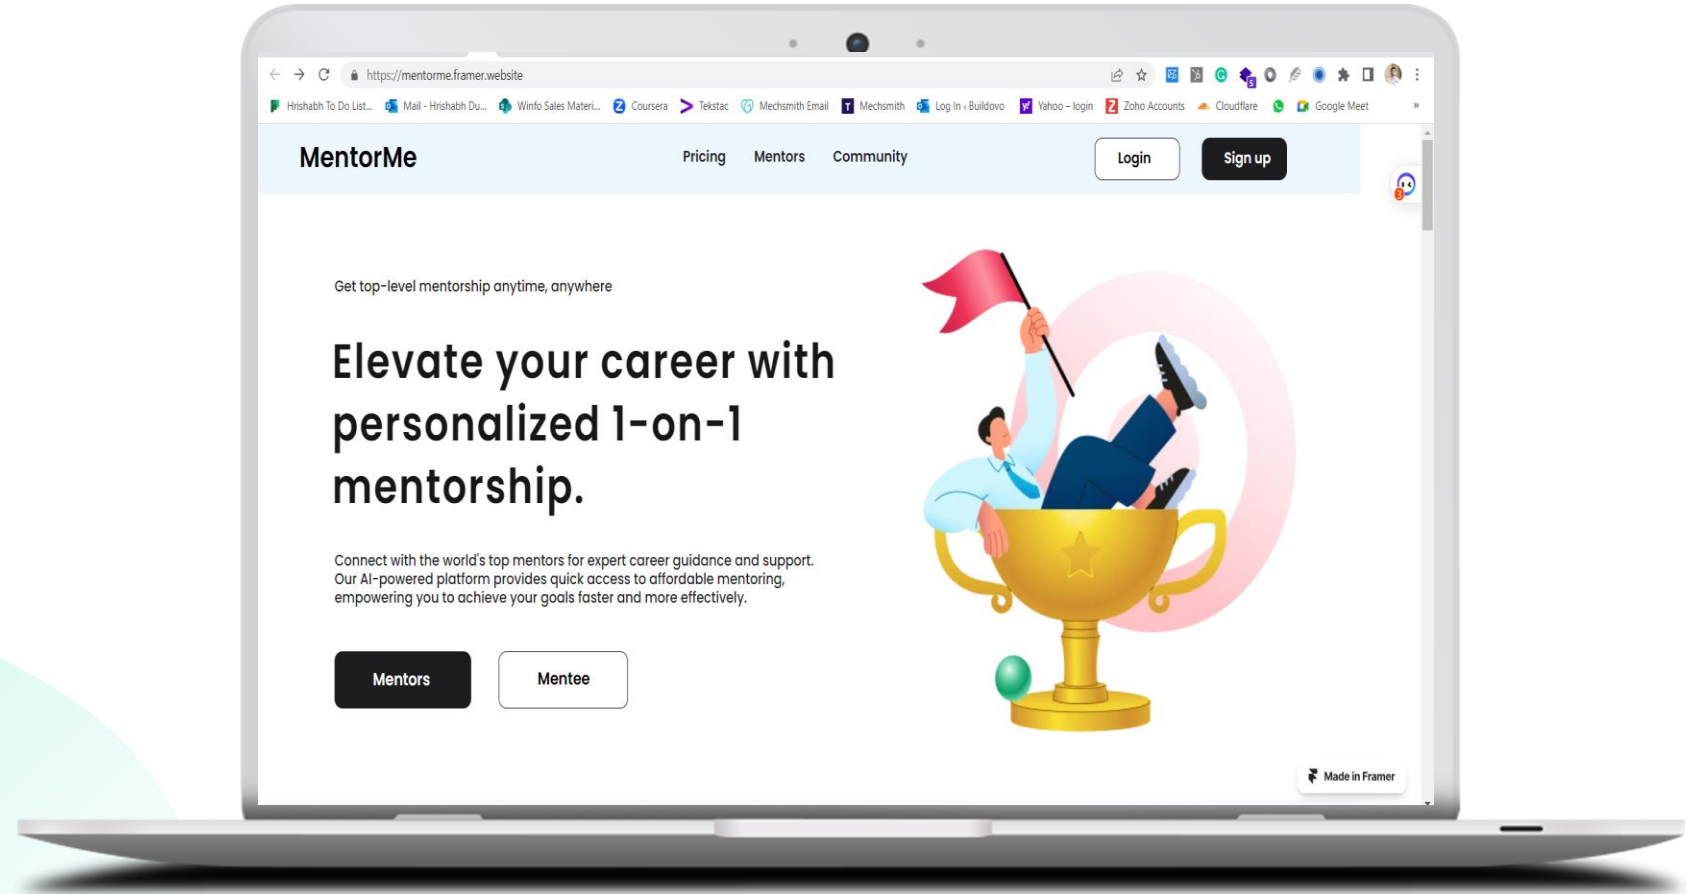 https://mentorme.framer.website
Hrishabh To Do List... Mail - Hrishabh Du... Winfo Sales Materi... Coursera Tekstac Mechsmith Email Mechsmith Log In ‹ Buildovo Yahoo – login Zoho Accounts Cloudflare Google Meet »
MentorMe Pricing Mentors Community Login Sign up
3
Get top-level mentorship anytime, anywhere
Elevate your career with
personalized 1-on-1
mentorship.
Connect with the world's top mentors for expert career guidance and support.
Our AI-powered platform provides quick access to affordable mentoring,
empowering you to achieve your goals faster and more effectively.
Mentors Mentee
Made in Framer